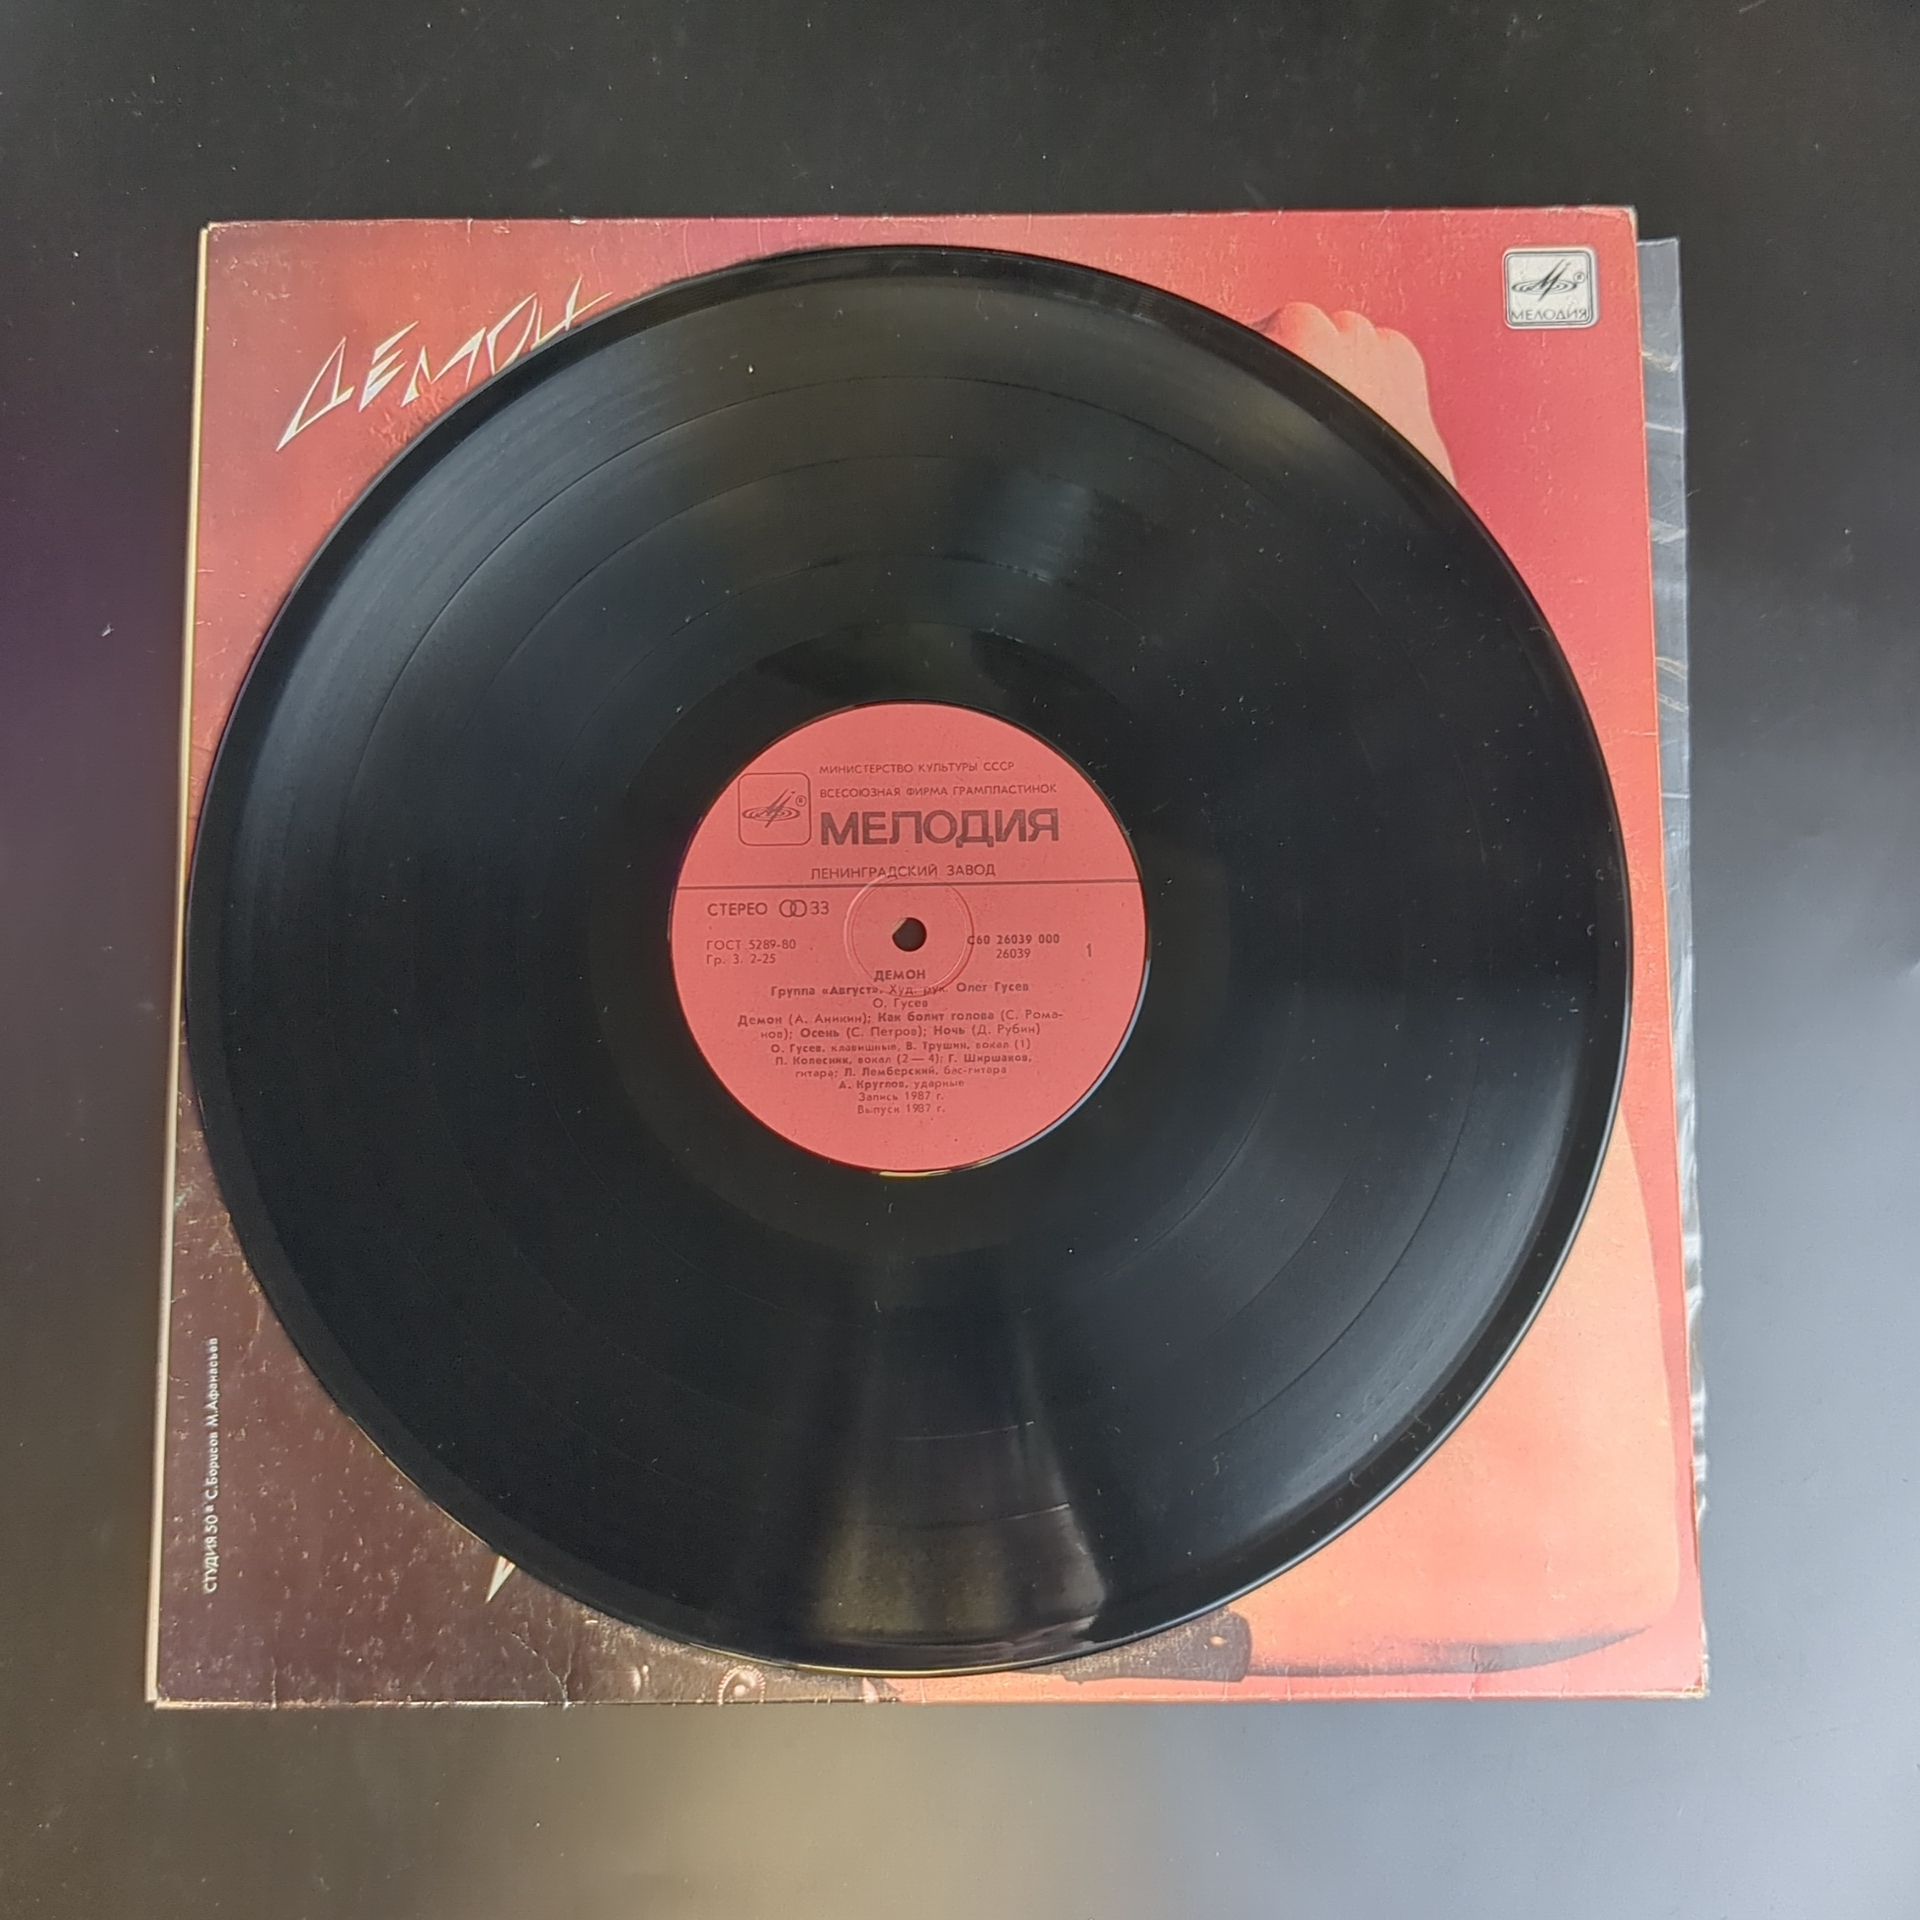 ДЕМОН
МЕЛОДИЯ
МИНИСТЕРСТВО КУЛЬТУРЫ СССР
ВСЕСОЮЗНАЯ ФИРМА ГРАМПЛАСТИНОК
МЕЛОДИЯ
ЛЕНИНГРАДСКИЙ ЗАВОД
СТЕРЕО 33
ГОСТ 5289-80
Гр. 3. 2-25
С60 26039 000
26039
1
ДЕМОН
Группа «Август». Худ. рук. Олег Гусев
О. Гусев
Демон (А. Аникин); Как болит голова (С. Рома-
нов); Осень (С. Петров); Ночь (Д. Рубин)
О. Гусев, клавишные, В. Трушин, вокал (1)
П. Колесник, вокал (2 — 4); Г. Ширшаков,
гитара; Л. Лемберский, бас-гитара
А. Круглов, ударные
Запись 1987 г.
Выпуск 1987 г.
СТУДИЯ 50 С.Борисов М.Афанасьев